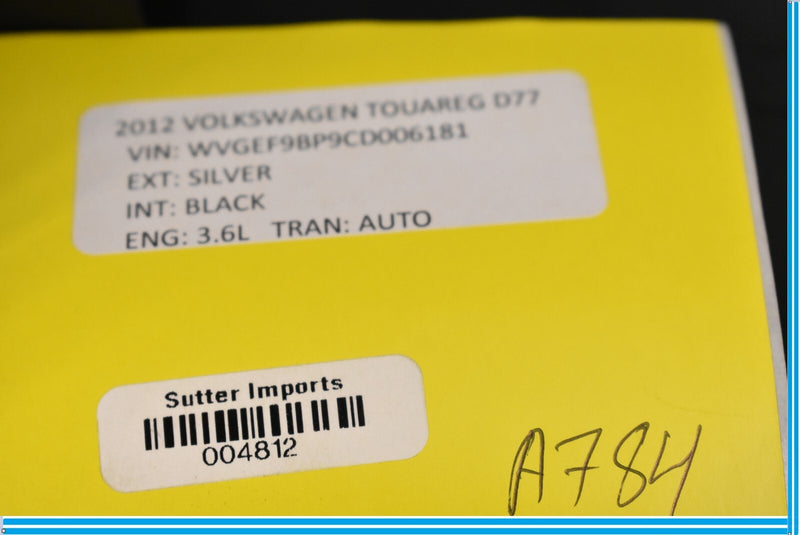 2012 VOLKSWAGEN TOUAREG D77
VIN: WVGEF9BP9CD006181
EXT: SILVER
INT: BLACK
ENG: 3.6L TRAN: AUTO
Sutter Imports
004812
A784